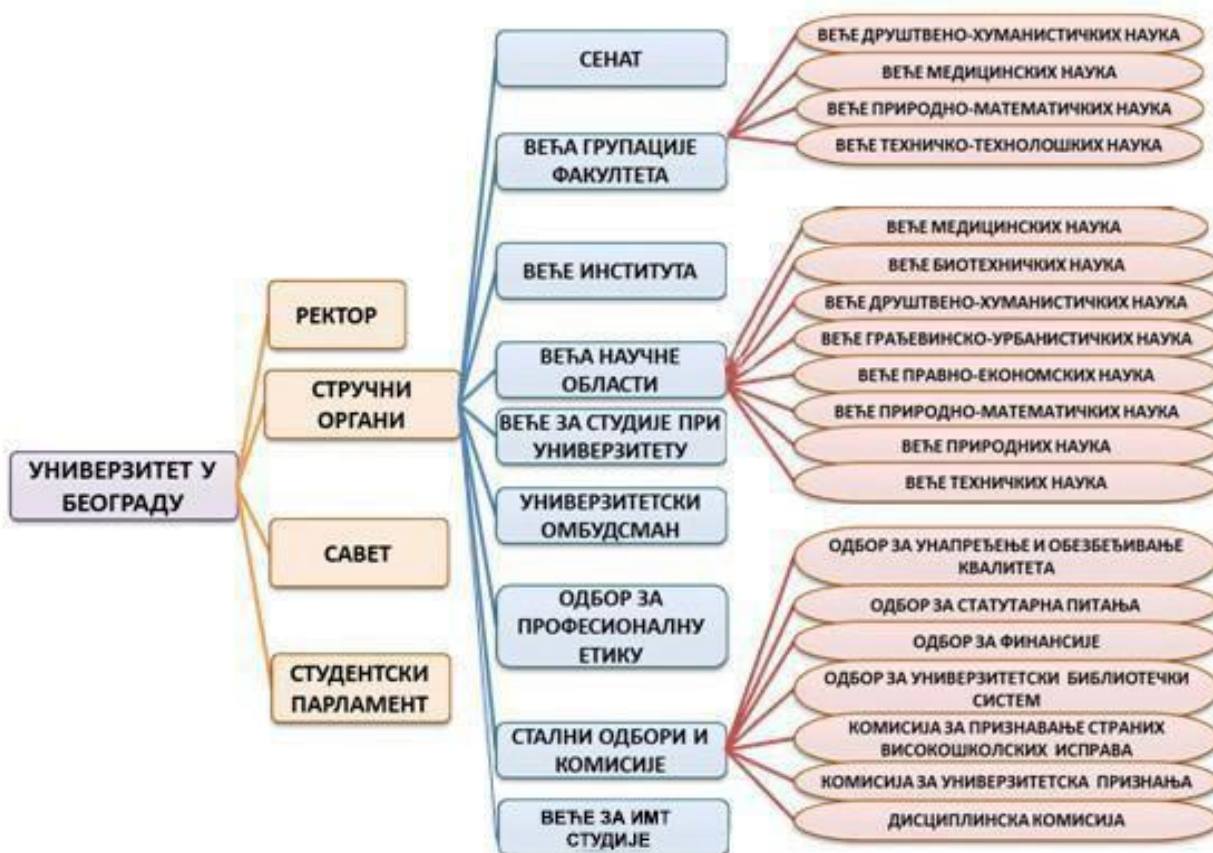 УНИВЕРЗИТЕТ У
БЕОГРАДУ
РЕКТОР
СТРУЧНИ
ОРГАНИ
САВЕТ
СТУДЕНТСКИ
ПАРЛАМЕНТ
СЕНАТ
ВЕЋА ГРУПАЦИЈЕ
ФАКУЛТЕТА
ВЕЋЕ ИНСТИТУТА
ВЕЋА НАУЧНЕ
ОБЛАСТИ
ВЕЋЕ ЗА СТУДИЈЕ ПРИ
УНИВЕРЗИТЕТУ
УНИВЕРЗИТЕТСКИ
ОМБУДСМАН
ОДБОР ЗА
ПРОФЕСИОНАЛНУ
ЕТИКУ
СТАЛНИ ОДБОРИ И
КОМИСИЈЕ
ВЕЋЕ ЗА ИМТ
СТУДИЈЕ
ВЕЋЕ ДРУШТВЕНО-ХУМАНИСТИЧКИХ НАУКА
ВЕЋЕ МЕДИЦИНСКИХ НАУКА
ВЕЋЕ ПРИРОДНО-МАТЕМАТИЧКИХ НАУКА
ВЕЋЕ ТЕХНИЧКО-ТЕХНОЛОШКИХ НАУКА
ВЕЋЕ МЕДИЦИНСКИХ НАУКА
ВЕЋЕ БИОТЕХНИЧКИХ НАУКА
ВЕЋЕ ДРУШТВЕНО-ХУМАНИСТИЧКИХ НАУКА
ВЕЋЕ ГРАЂЕВИНСКО-УРБАНИСТИЧКИХ НАУКА
ВЕЋЕ ПРАВНО-ЕКОНОМСКИХ НАУКА
ВЕЋЕ ПРИРОДНО-МАТЕМАТИЧКИХ НАУКА
ВЕЋЕ ПРИРОДНИХ НАУКА
ВЕЋЕ ТЕХНИЧКИХ НАУКА
ОДБОР ЗА УНАПРЕЂЕЊЕ И ОБЕЗБЕЂИВАЊЕ
КВАЛИТЕТА
ОДБОР ЗА СТАТУТАРНА ПИТАЊА
ОДБОР ЗА ФИНАНСИЈЕ
ОДБОР ЗА УНИВЕРЗИТЕТСКИ БИБЛИОТЕЧКИ
СИСТЕМ
КОМИСИЈА ЗА ПРИЗНАВАЊЕ СТРАНИХ
ВИСОКОШКОЛСКИХ ИСПРАВА
КОМИСИЈА ЗА УНИВЕРЗИТЕТСКА ПРИЗНАЊА
ДИСЦИПЛИНСКА КОМИСИЈА